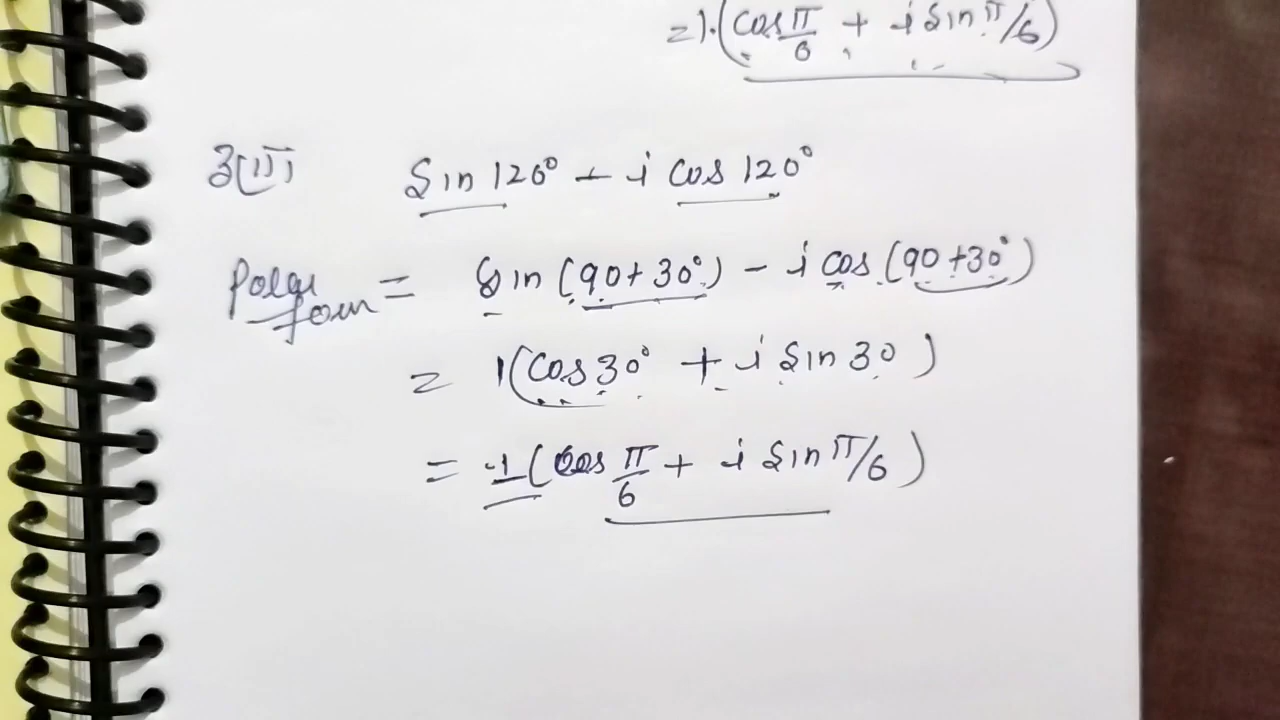 =1.(cos π/6 + i sin π/6)
3(ii) Sin 120° - i cos 120°
Polar form = Sin (90+30°) - i cos (90+30°)
= 1(cos 30° + i Sin 30)
= 1(cos π/6 + i Sin π/6)